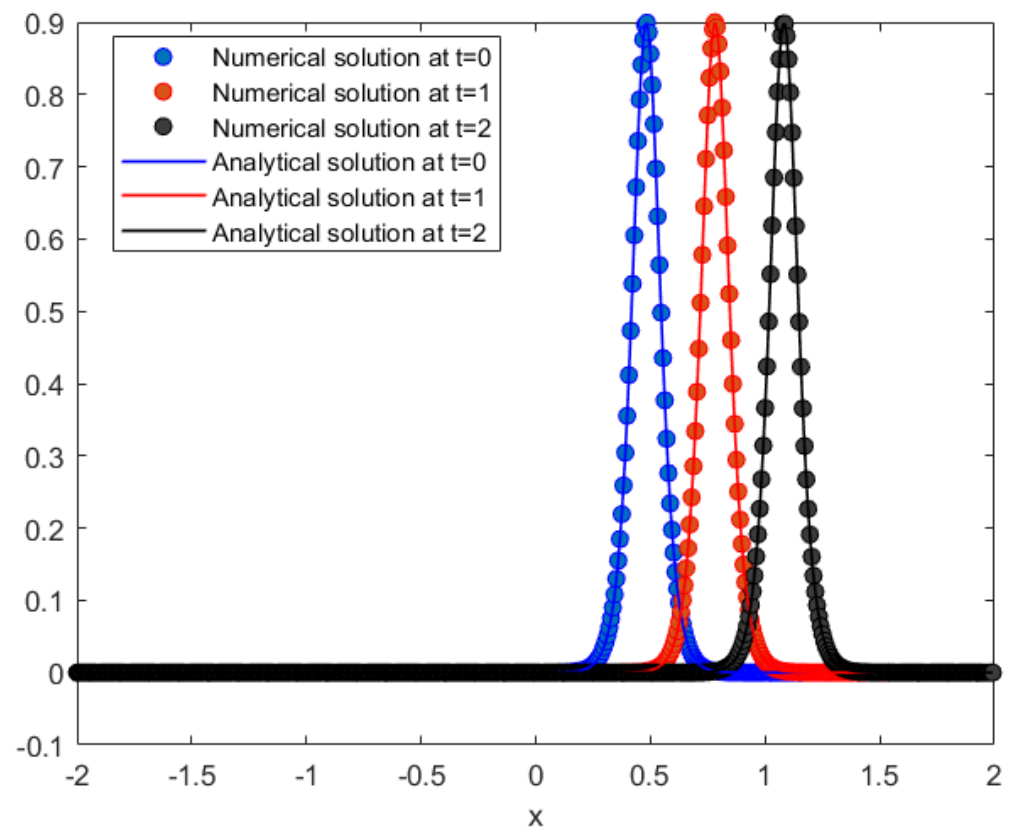 0.9
0.8
0.7
0.6
0.5
0.4
0.3
0.2
0.1
0
-0.1
Numerical solution at t=0
Numerical solution at t=1
Numerical solution at t=2
Analytical solution at t=0
Analytical solution at t=1
Analytical solution at t=2
-2 -1.5 -1 -0.5 0 0.5 1 1.5 2
x